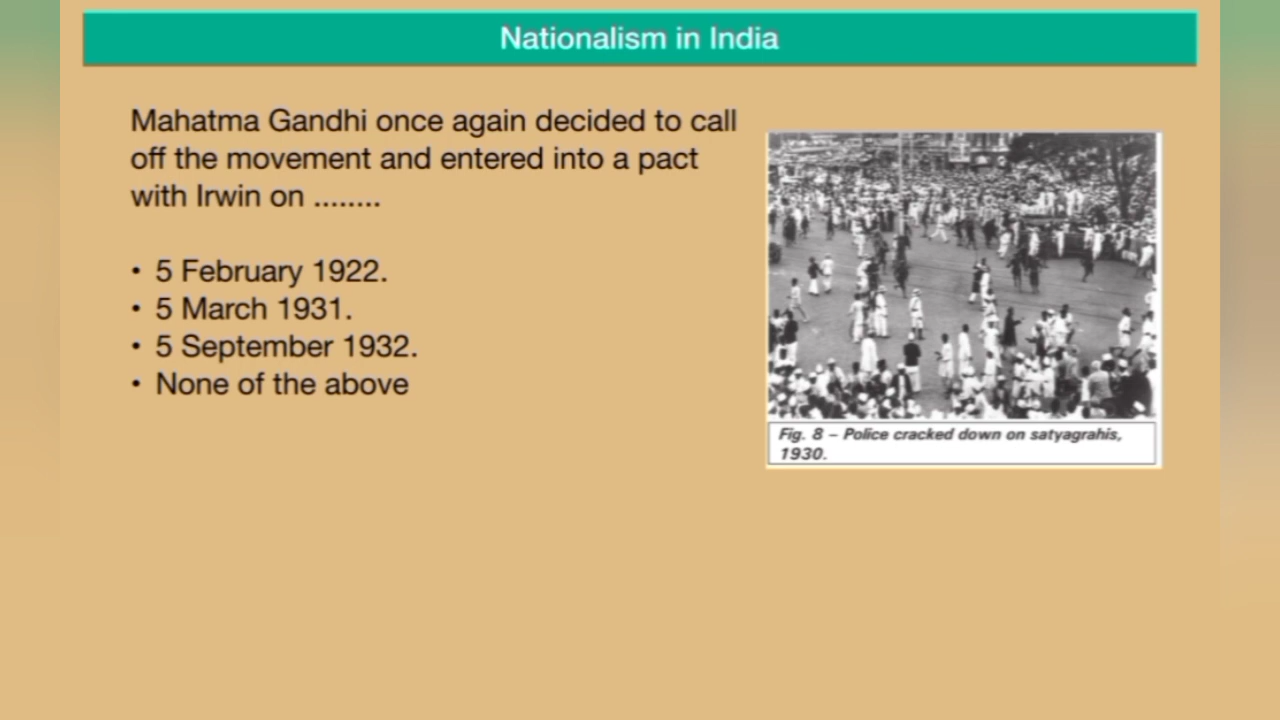 Nationalism in India
Mahatma Gandhi once again decided to call
off the movement and entered into a pact
with Irwin on ........
• 5 February 1922.
• 5 March 1931.
• 5 September 1932.
• None of the above
Fig. 8 – Police cracked down on satyagrahis,
1930.